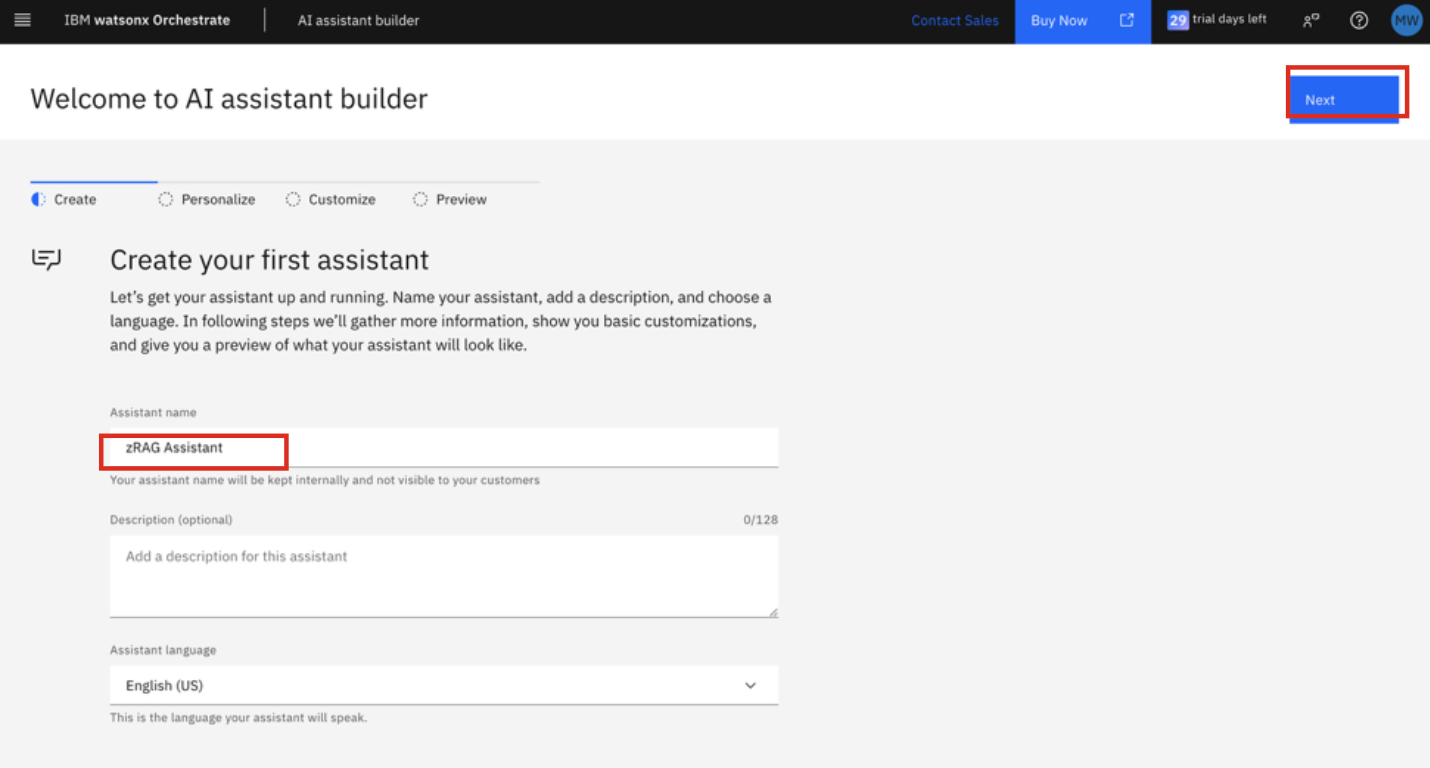 IBM watsonx Orchestrate
AI assistant builder
Contact Sales
Buy Now
29 trial days left
MW
Welcome to AI assistant builder
Next
Create
Personalize
Customize
Preview
Create your first assistant
Let's get your assistant up and running. Name your assistant, add a description, and choose a
language. In following steps we'll gather more information, show you basic customizations,
and give you a preview of what your assistant will look like.
Assistant name
zRAG Assistant
Your assistant name will be kept internally and not visible to your customers
Description (optional)
0/128
Add a description for this assistant
Assistant language
English (US)
This is the language your assistant will speak.